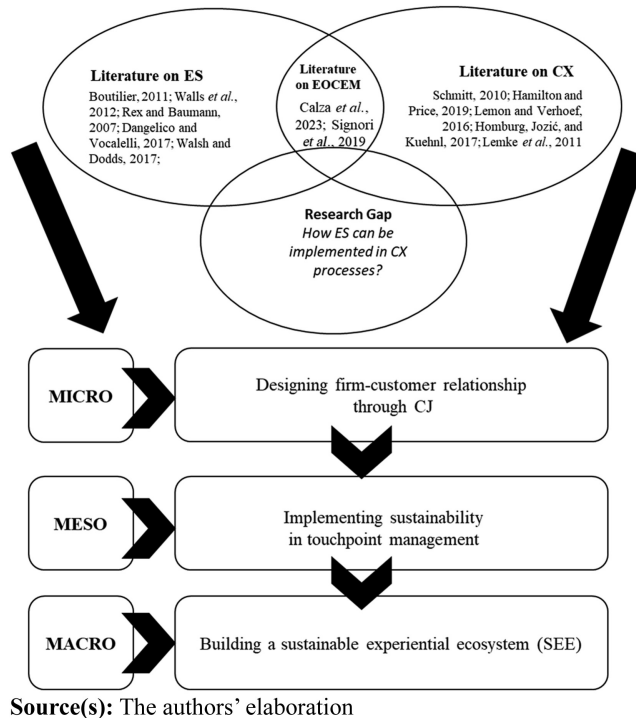 Literature on ES
Boutilier, 2011; Walls et al.,
2012; Rex and Baumann,
2007; Dangelico and
Vocalelli, 2017; Walsh and
Dodds, 2017;
Literature
on EOCEM
Calza et al.,
2023; Signori
et al., 2019
Literature on CX
Schmitt, 2010; Hamilton and
Price, 2019; Lemon and Verhoef,
2016; Homburg, Jozić, and
Kuehnl, 2017; Lemke et al., 2011
Research Gap
How ES can be
implemented in CX
processes?
MICRO
Designing firm-customer relationship
through CJ
MESO
Implementing sustainability
in touchpoint management
MACRO
Building a sustainable experiential ecosystem (SEE)
Source(s): The authors' elaboration